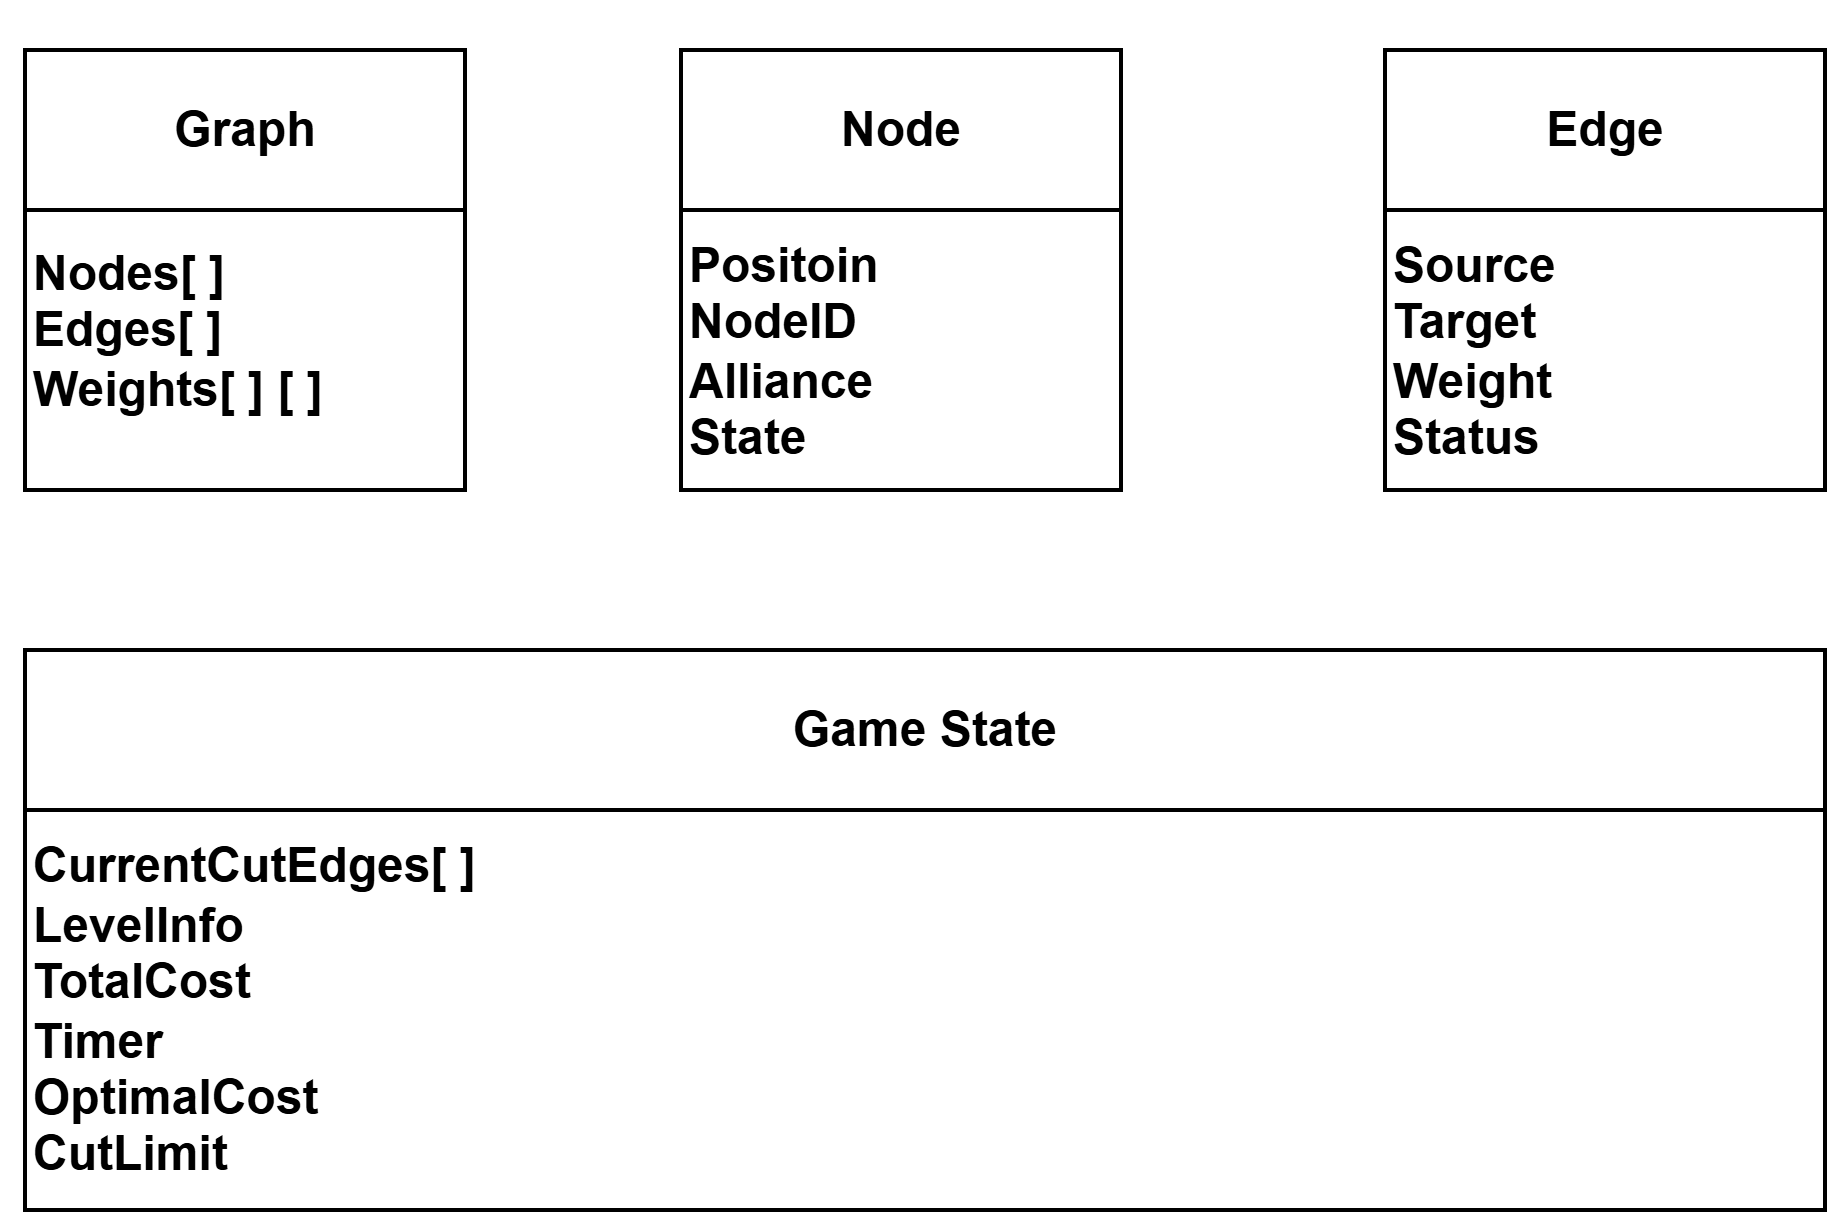 Graph
Nodes[ ]
Edges[ ]
Weights[ ] [ ]
Node
Positoin
NodeID
Alliance
State
Edge
Source
Target
Weight
Status
Game State
CurrentCutEdges[ ]
LevelInfo
TotalCost
Timer
OptimalCost
CutLimit